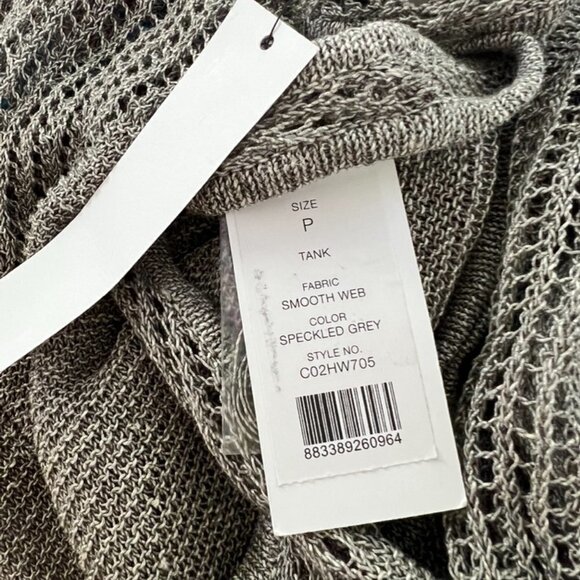 SIZE
P
TANK
FABRIC
SMOOTH WEB
COLOR
SPECKLED GREY
STYLE NO.
C02HW705
883389260964